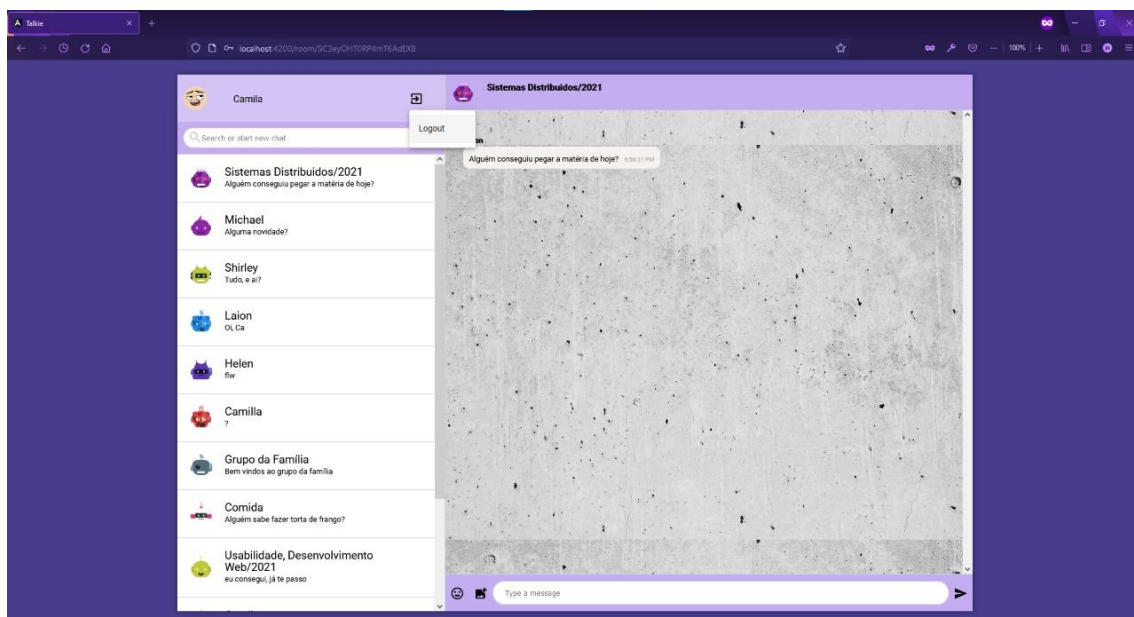 Talkie
localhost:4200/room/SC3eyOHT0RP4mT6AdEX8
100%
Camila
Logout
Search or start new chat
Sistemas Distribuidos/2021
Alguém conseguiu pegar a matéria de hoje?
Michael
Alguma novidade?
Shirley
Tudo, e ai?
Laion
Oi, Ca
Helen
flw
Camilla
?
Grupo da Família
Bem vindos ao grupo da família
Comida
Alguém sabe fazer torta de frango?
Usabilidade, Desenvolvimento
Web/2021
eu consegui, já te passo
Sistemas Distribuidos/2021
on
Alguém conseguiu pegar a matéria de hoje?
Type a message